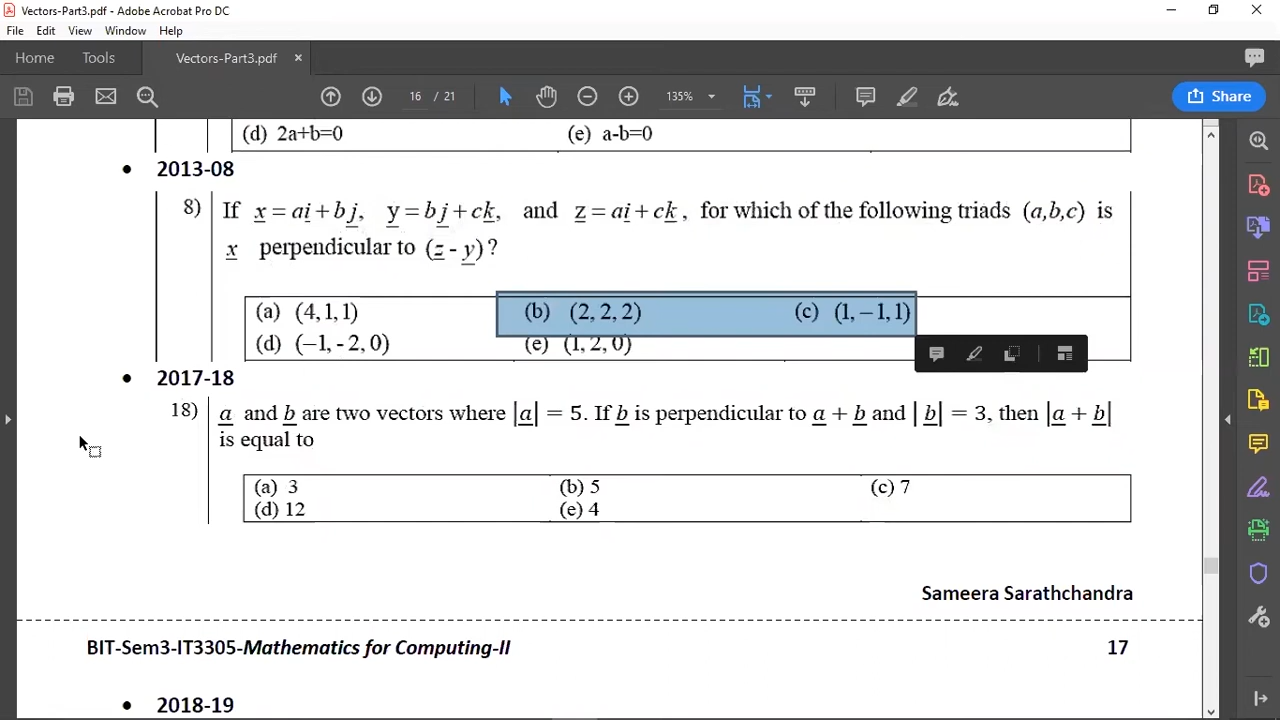 Vectors-Part3.pdf - Adobe Acrobat Pro DC
File Edit View Window Help
Home Tools Vectors-Part3.pdf ×
16 / 21 135% Share
(d) 2a+b=0 (e) a-b=0
• 2013-08
8) If x = ai + b j, y = b j + ck, and z = ai + ck , for which of the following triads (a,b,c) is
x perpendicular to (z - y) ?
(a) (4,1,1) (b) (2, 2, 2) (c) (1, −1,1)
(d) (−1, - 2, 0) (e) (1, 2, 0)
• 2017-18
18) a and b are two vectors where |a| = 5. If b is perpendicular to a + b and | b| = 3, then |a + b|
is equal to
(a) 3 (b) 5 (c) 7
(d) 12 (e) 4
Sameera Sarathchandra
BIT-Sem3-IT3305-Mathematics for Computing-II 17
• 2018-19